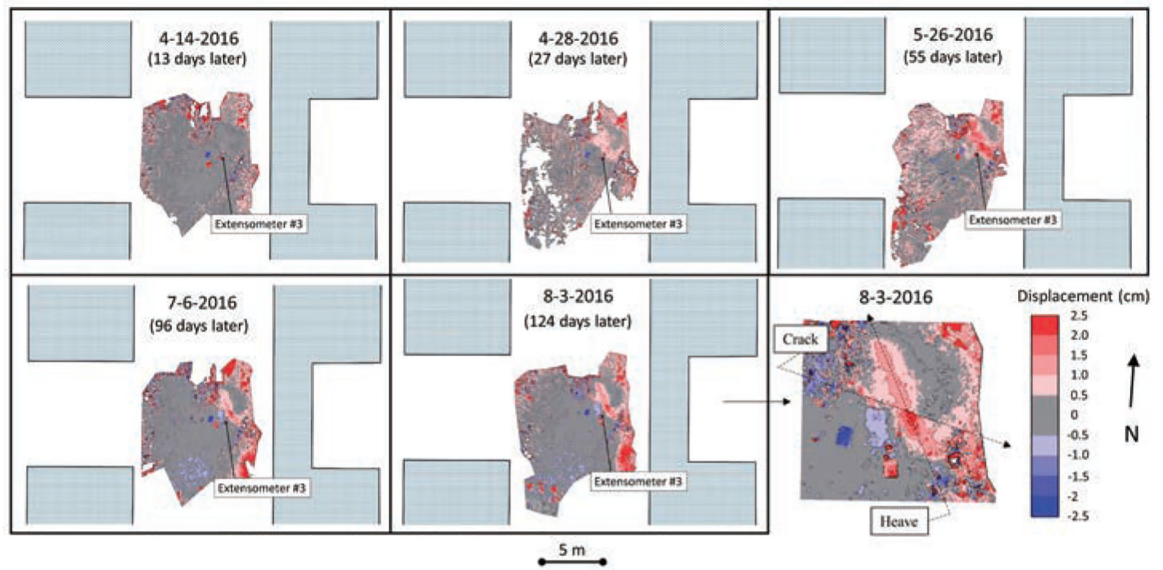 4-14-2016
(13 days later)
Extensometer #3
4-28-2016
(27 days later)
Extensometer #3
5-26-2016
(55 days later)
Extensometer #3
7-6-2016
(96 days later)
Extensometer #3
8-3-2016
(124 days later)
Extensometer #3
8-3-2016
Crack
Heave
Displacement (cm)
2.5
2.0
1.5
1.0
0.5
0
-0.5
-1.0
-1.5
-2
-2.5
N
5 m